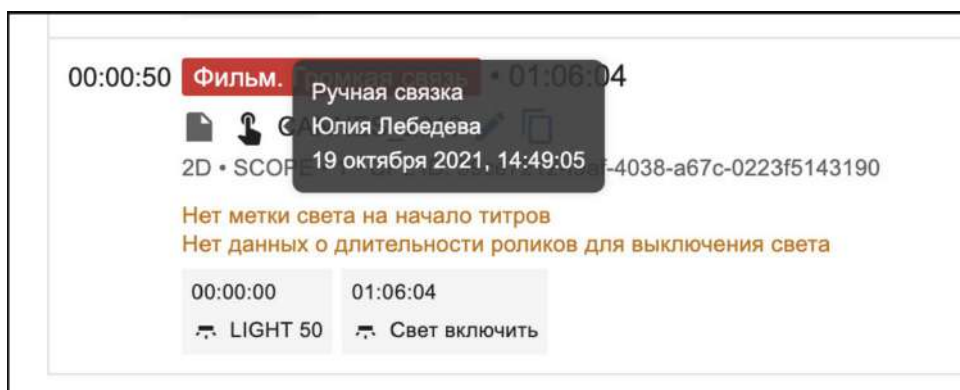 00:00:50 Фильм. Громкая связь • 01:06:04
Ручная связка
Юлия Лебедева
19 октября 2021, 14:49:05
2D • SCOPE -4038-a67c-0223f5143190
Нет метки света на начало титров
Нет данных о длительности роликов для выключения света
00:00:00 01:06:04
LIGHT 50 Свет включить